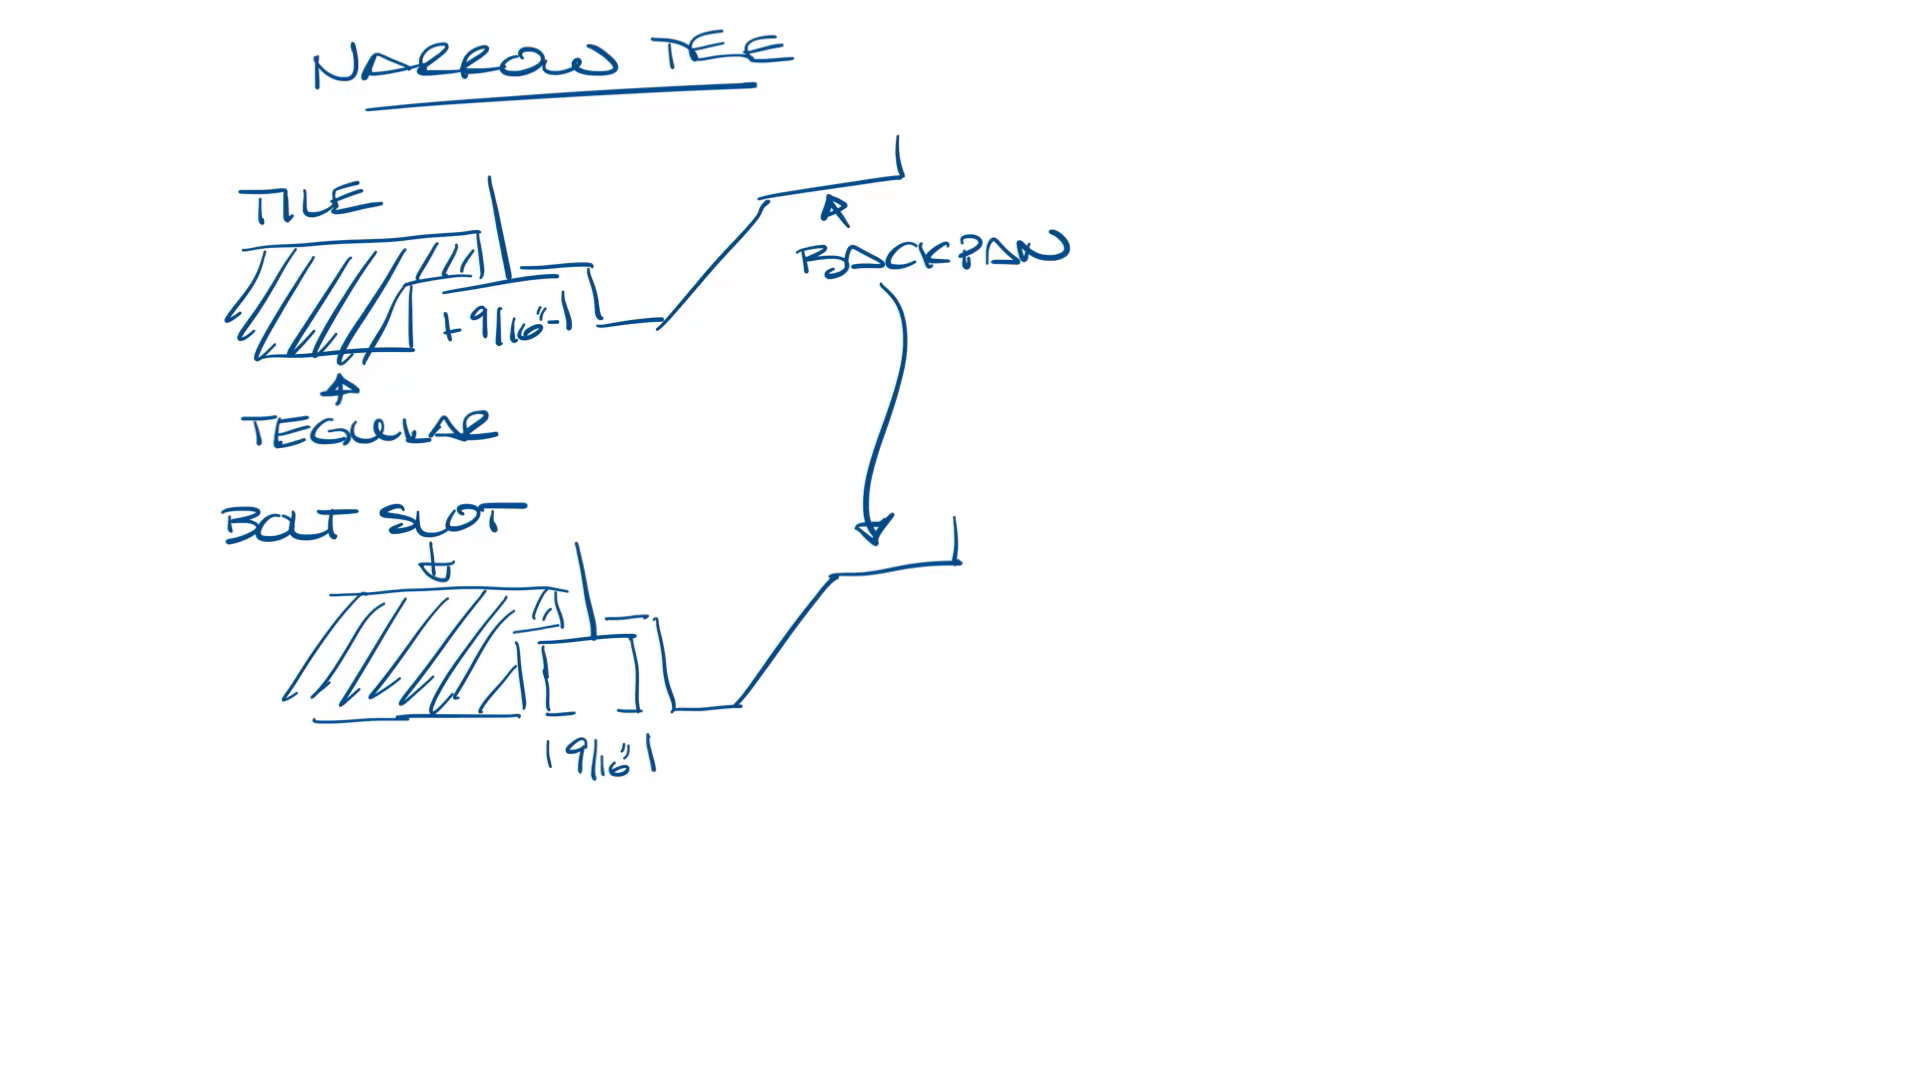 NARROW TEE
TILE
BACKPAN
9/16"
TEGULAR
BOLT SLOT
9/16"